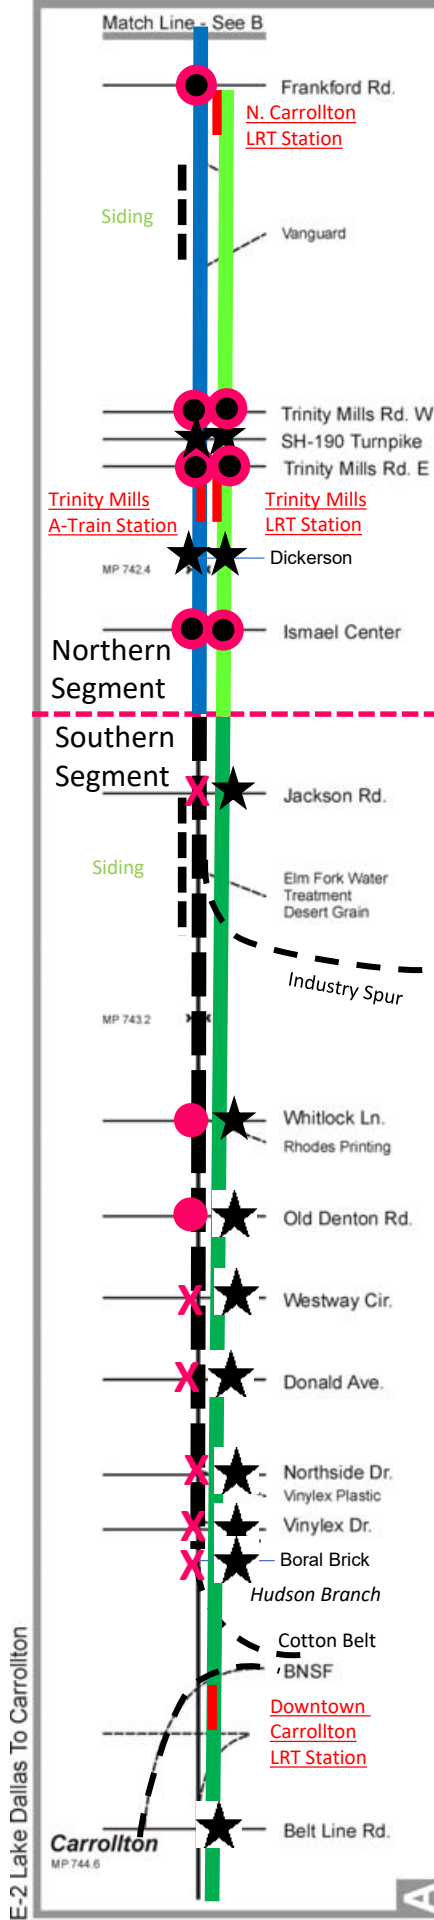 Match Line - See B
Frankford Rd.
N. Carrollton
LRT Station
Siding
Vanguard
Trinity Mills Rd. W
SH-190 Turnpike
Trinity Mills Rd. E
Trinity Mills
A-Train Station
Trinity Mills
LRT Station
Dickerson
MP 742.4
Ismael Center
Northern
Segment
Southern
Segment
X
Jackson Rd.
Siding
Elm Fork Water
Treatment
Desert Grain
Industry Spur
MP 743.2
Whitlock Ln.
Rhodes Printing
Old Denton Rd.
X
Westway Cir.
X
Donald Ave.
X
Northside Dr.
Vinylex Plastic
X
Vinylex Dr.
X
Boral Brick
Hudson Branch
Cotton Belt
BNSF
Downtown
Carrollton
LRT Station
Belt Line Rd.
Carrollton
MP 744.6
E-2 Lake Dallas To Carrollton
A